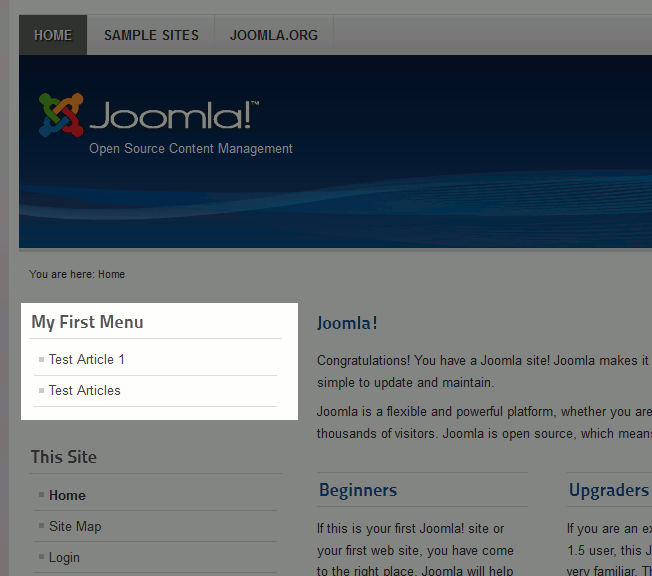 HOME SAMPLE SITES JOOMLA.ORG
Joomla!™
Open Source Content Management
You are here: Home
My First Menu
Test Article 1
Test Articles
This Site
Home
Site Map
Login
Joomla!
Congratulations! You have a Joomla site! Joomla makes it
simple to update and maintain.
Joomla is a flexible and powerful platform, whether you are
thousands of visitors. Joomla is open source, which means
Beginners
If this is your first Joomla! site or
your first web site, you have come
to the right place. Joomla will help
Upgraders
If you are an ex
1.5 user, this J
very familiar. Th